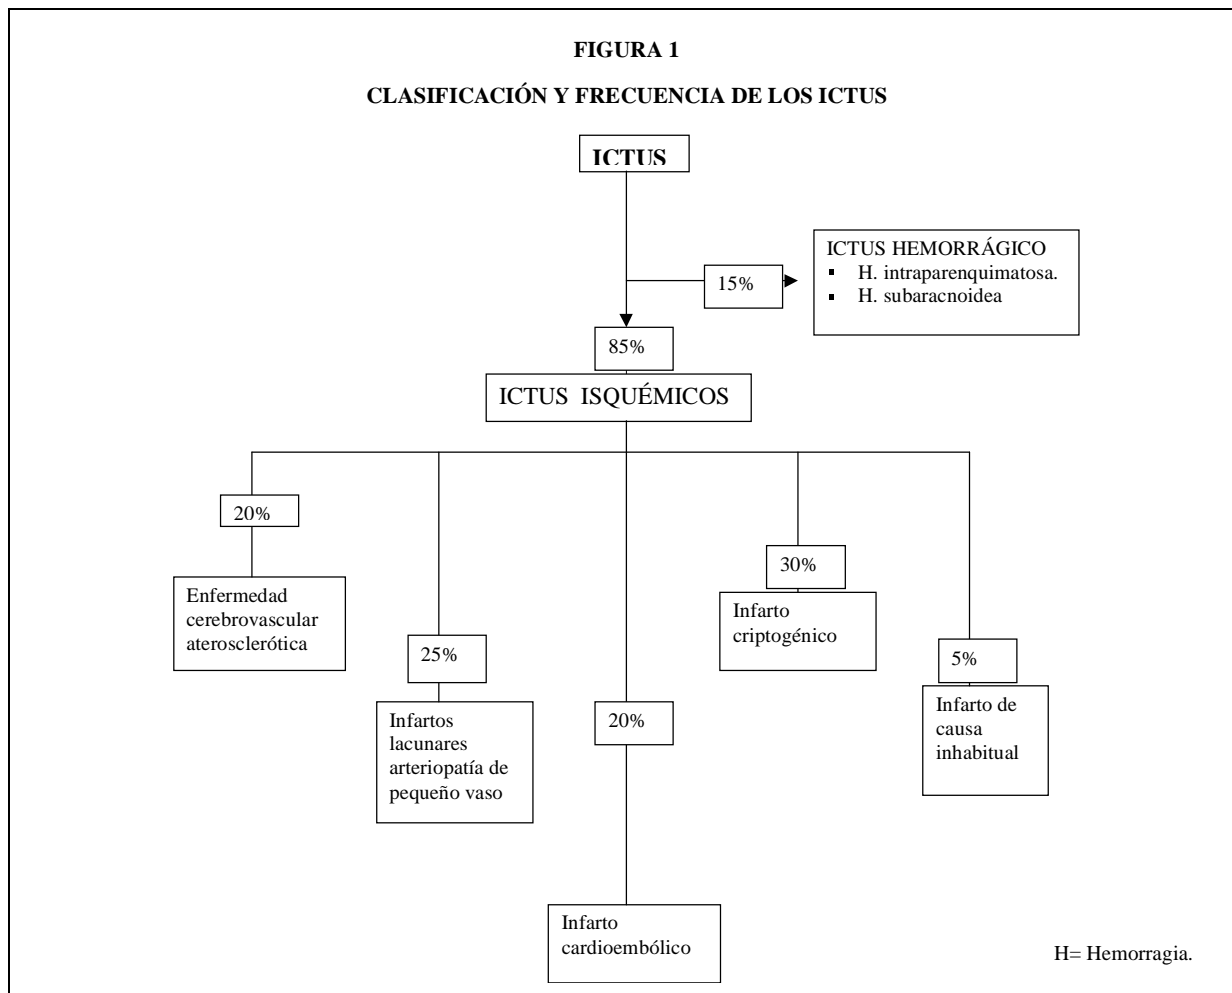 FIGURA 1
CLASIFICACIÓN Y FRECUENCIA DE LOS ICTUS
ICTUS
ICTUS HEMORRÁGICO
▪ H. intraparenquimatosa.
▪ H. subaracnoidea
15%
85%
ICTUS ISQUÉMICOS
20%
Enfermedad
cerebrovascular
aterosclerótica
25%
Infartos
lacunares
arteriopatía de
pequeño vaso
20%
Infarto
cardioembólico
30%
Infarto
criptogénico
5%
Infarto de
causa
inhabitual
H= Hemorragia.